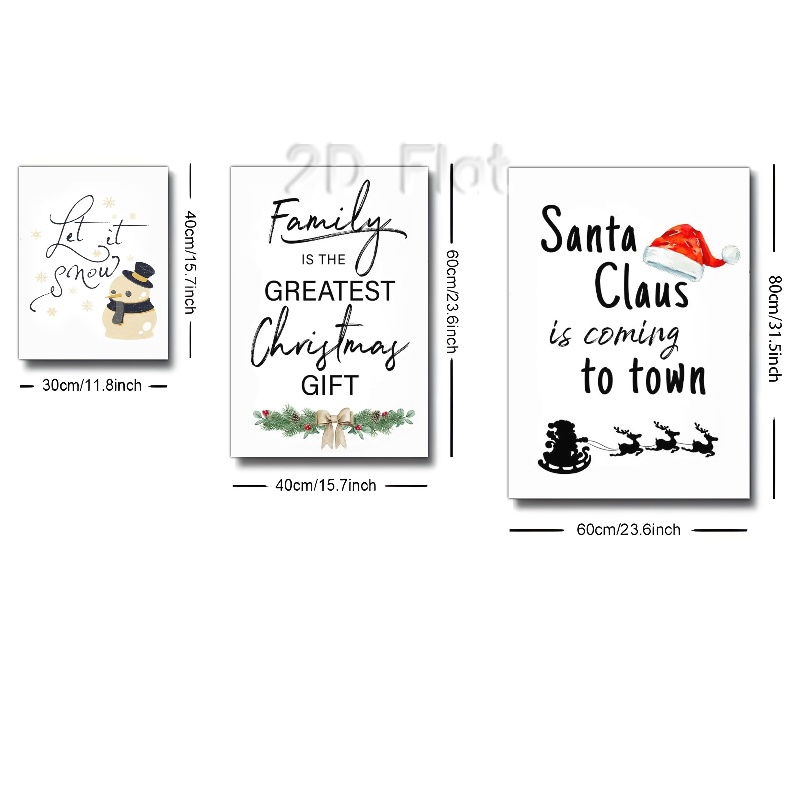 2D Flat
Let it
snow
40cm/15.7inch
30cm/11.8inch
Family
IS THE
GREATEST
Christmas
GIFT
60cm/23.6inch
40cm/15.7inch
Santa
Claus
is coming
to town
80cm/31.5inch
60cm/23.6inch